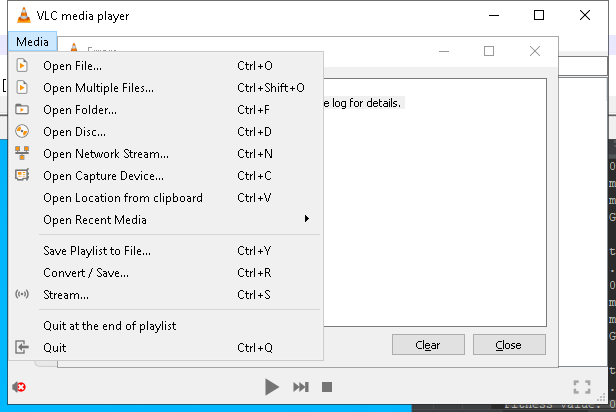 VLC media player
Media
Open File... Ctrl+O
Open Multiple Files... Ctrl+Shift+O
Open Folder... Ctrl+F
Open Disc... Ctrl+D
Open Network Stream... Ctrl+N
Open Capture Device... Ctrl+C
Open Location from clipboard Ctrl+V
Open Recent Media
Save Playlist to File... Ctrl+Y
Convert / Save... Ctrl+R
Stream... Ctrl+S
Quit at the end of playlist
Quit Ctrl+Q
log for details.
Clear Close